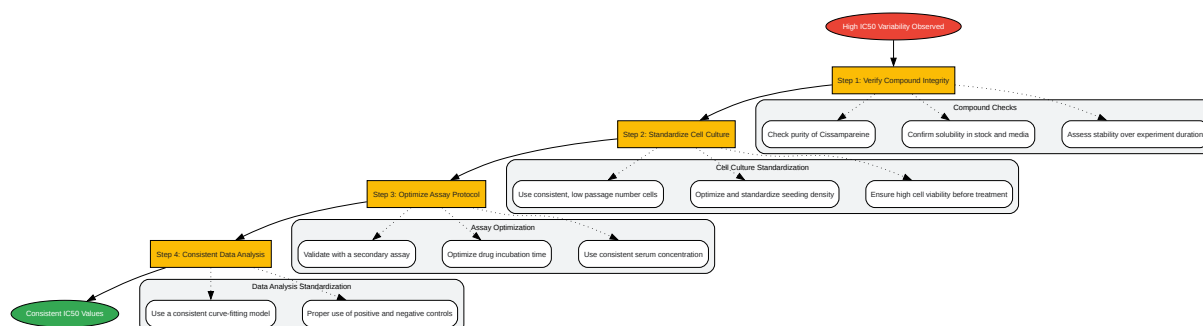 High IC50 Variability Observed
Step 1: Verify Compound Integrity
Compound Checks
Check purity of Cissampareine
Confirm solubility in stock and media
Assess stability over experiment duration
Step 2: Standardize Cell Culture
Cell Culture Standardization
Use consistent, low passage number cells
Optimize and standardize seeding density
Ensure high cell viability before treatment
Step 3: Optimize Assay Protocol
Assay Optimization
Validate with a secondary assay
Optimize drug incubation time
Use consistent serum concentration
Step 4: Consistent Data Analysis
Data Analysis Standardization
Use a consistent curve-fitting model
Proper use of positive and negative controls
Consistent IC50 Values